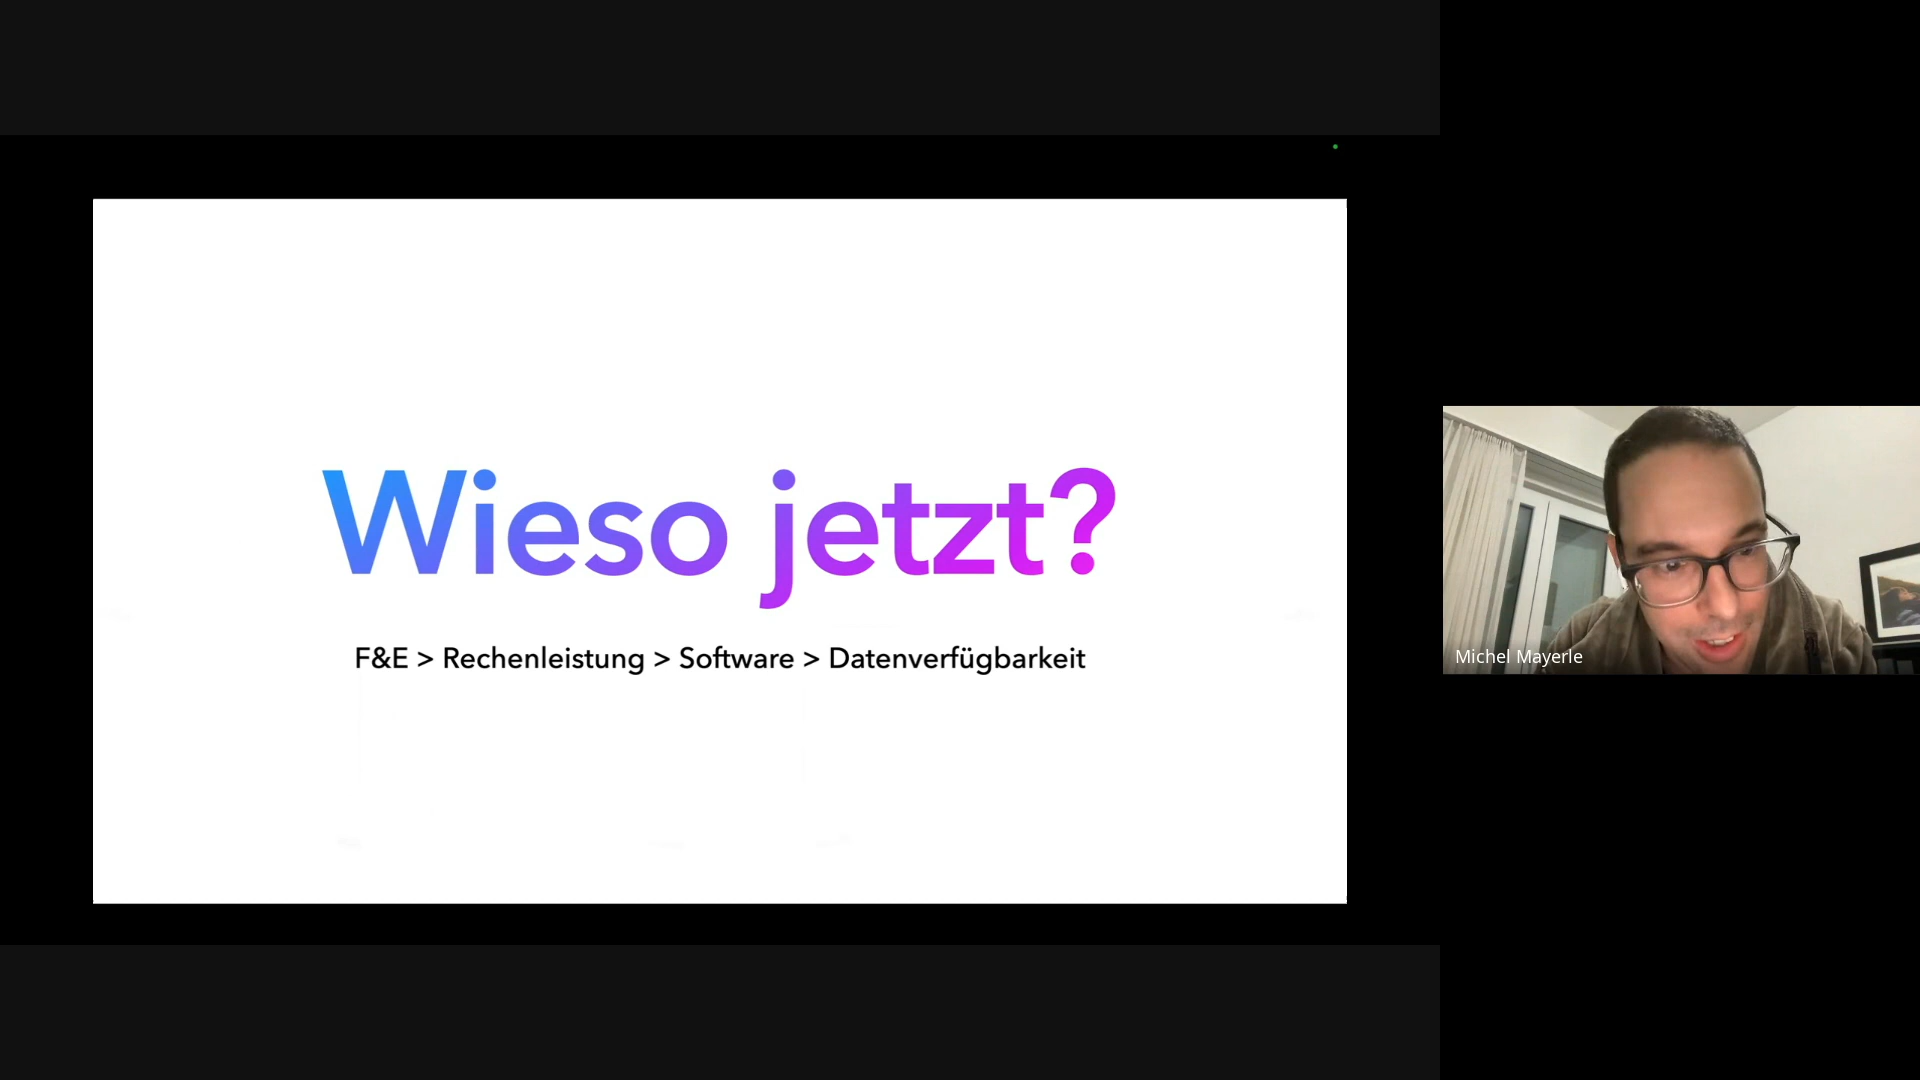 Wieso jetzt?
F&E > Rechenleistung > Software > Datenverfügbarkeit
Michel Mayerle